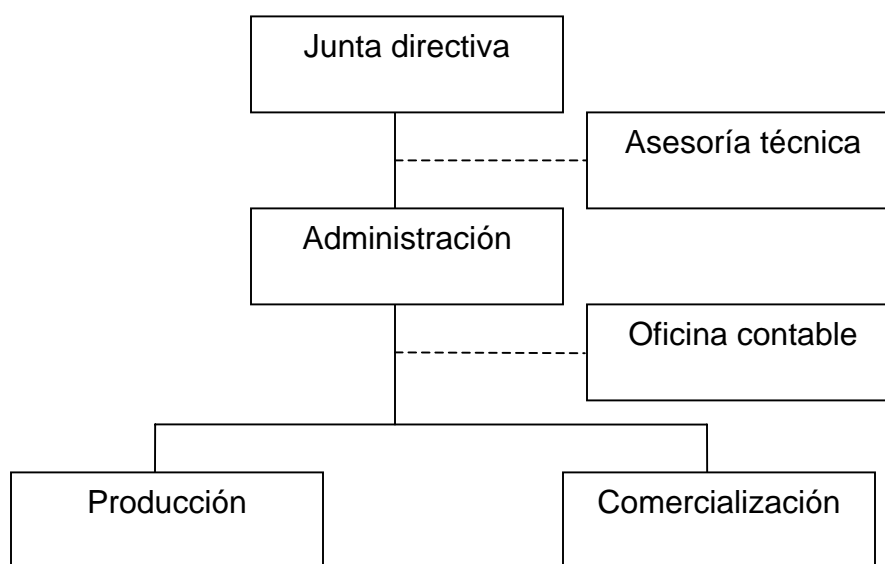 Junta directiva
Asesoría técnica
Administración
Oficina contable
Producción
Comercialización